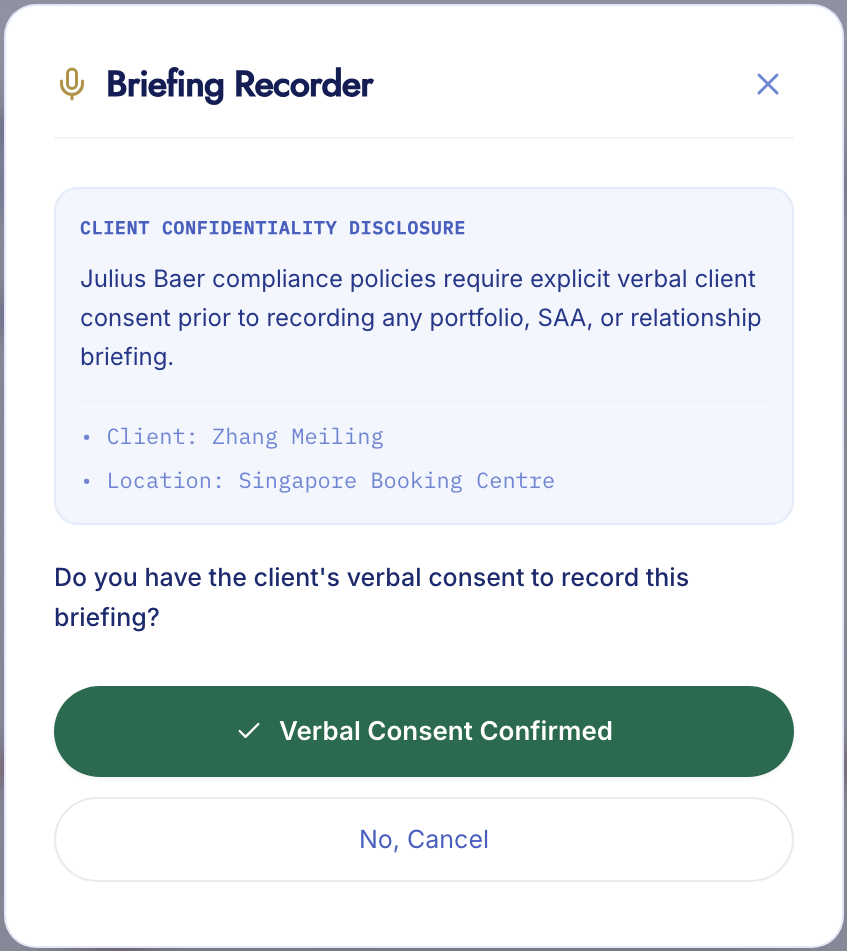 Briefing Recorder
CLIENT CONFIDENTIALITY DISCLOSURE
Julius Baer compliance policies require explicit verbal client
consent prior to recording any portfolio, SAA, or relationship
briefing.
• Client: Zhang Meiling
• Location: Singapore Booking Centre
Do you have the client's verbal consent to record this
briefing?
Verbal Consent Confirmed
No, Cancel